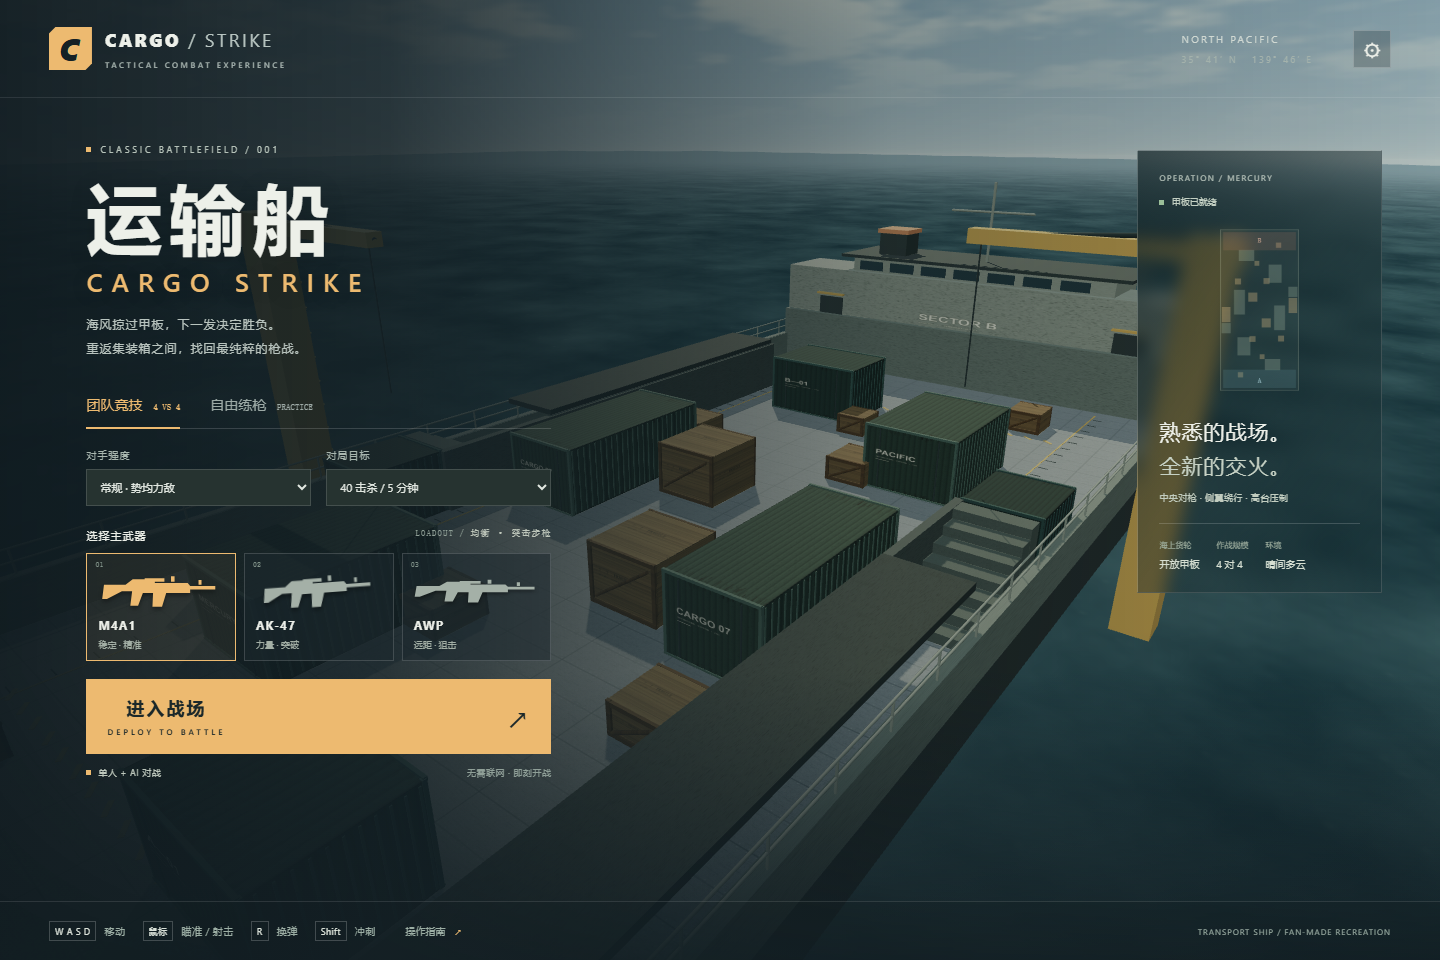 C
CARGO / STRIKE
TACTICAL COMBAT EXPERIENCE
NORTH PACIFIC
35° 41' N 139° 46' E
CLASSIC BATTLEFIELD / 001
运输船
CARGO STRIKE
海风掠过甲板，下一发决定胜负。
重返集装箱之间，找回最纯粹的枪战。
团队竞技 4 VS 4
自由练枪 PRACTICE
对手强度
对局目标
常规 · 势均力敌
40 击杀 / 5 分钟
选择主武器
LOADOUT / 均衡 · 突击步枪
01
M4A1
稳定 · 精准
02
AK-47
力量 · 突破
03
AWP
远距 · 狙击
进入战场
DEPLOY TO BATTLE
↗
单人 + AI 对战
无需联网 · 即刻开战
SECTOR B
B—01
PACIFIC
CARGO 07
OPERATION / MERCURY
甲板已就绪
B
A
熟悉的战场。
全新的交火。
中央对枪 · 侧翼绕行 · 高台压制
海上货轮
开放甲板
作战规模
4 对 4
环境
晴间多云
WASD 移动
鼠标 瞄准 / 射击
R 换弹
Shift 冲刺
操作指南 ↗
TRANSPORT SHIP / FAN-MADE RECREATION